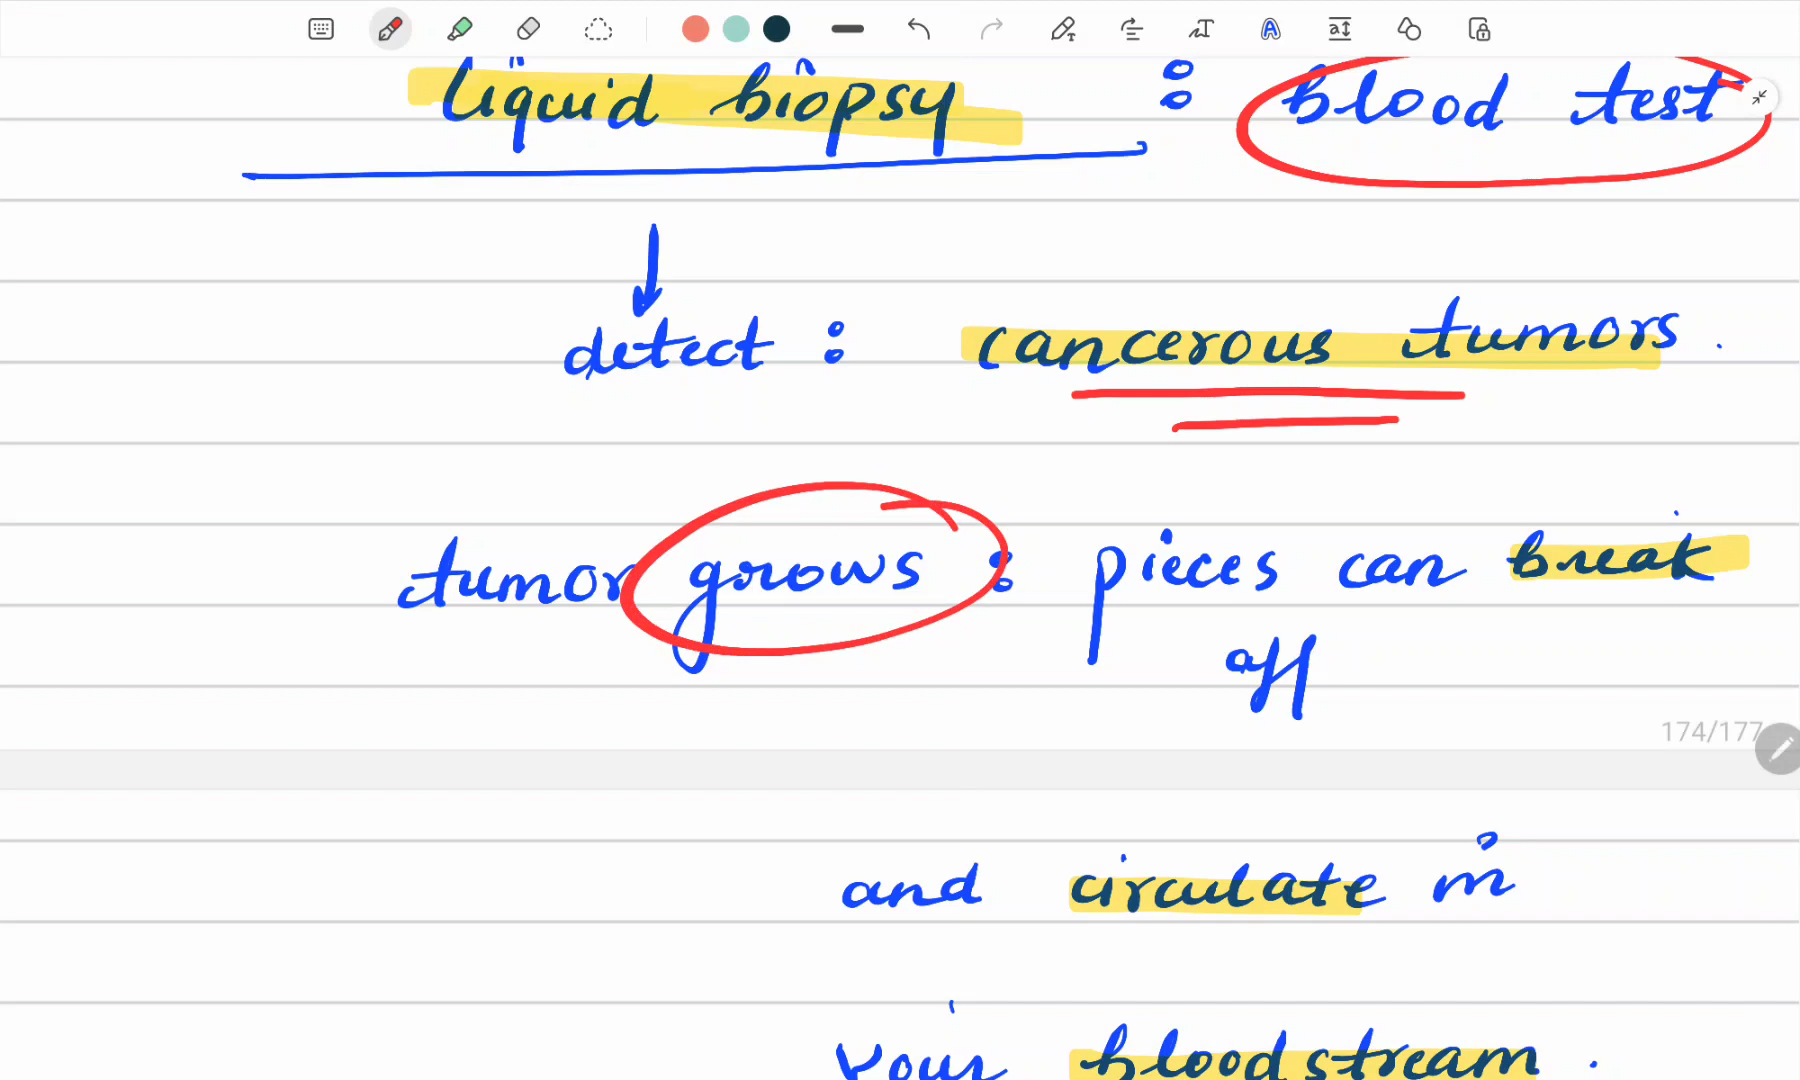 liquid biopsy : blood test
detect : cancerous tumors .
tumor grows : pieces can break
off
174/177
and circulate in
your bloodstream .